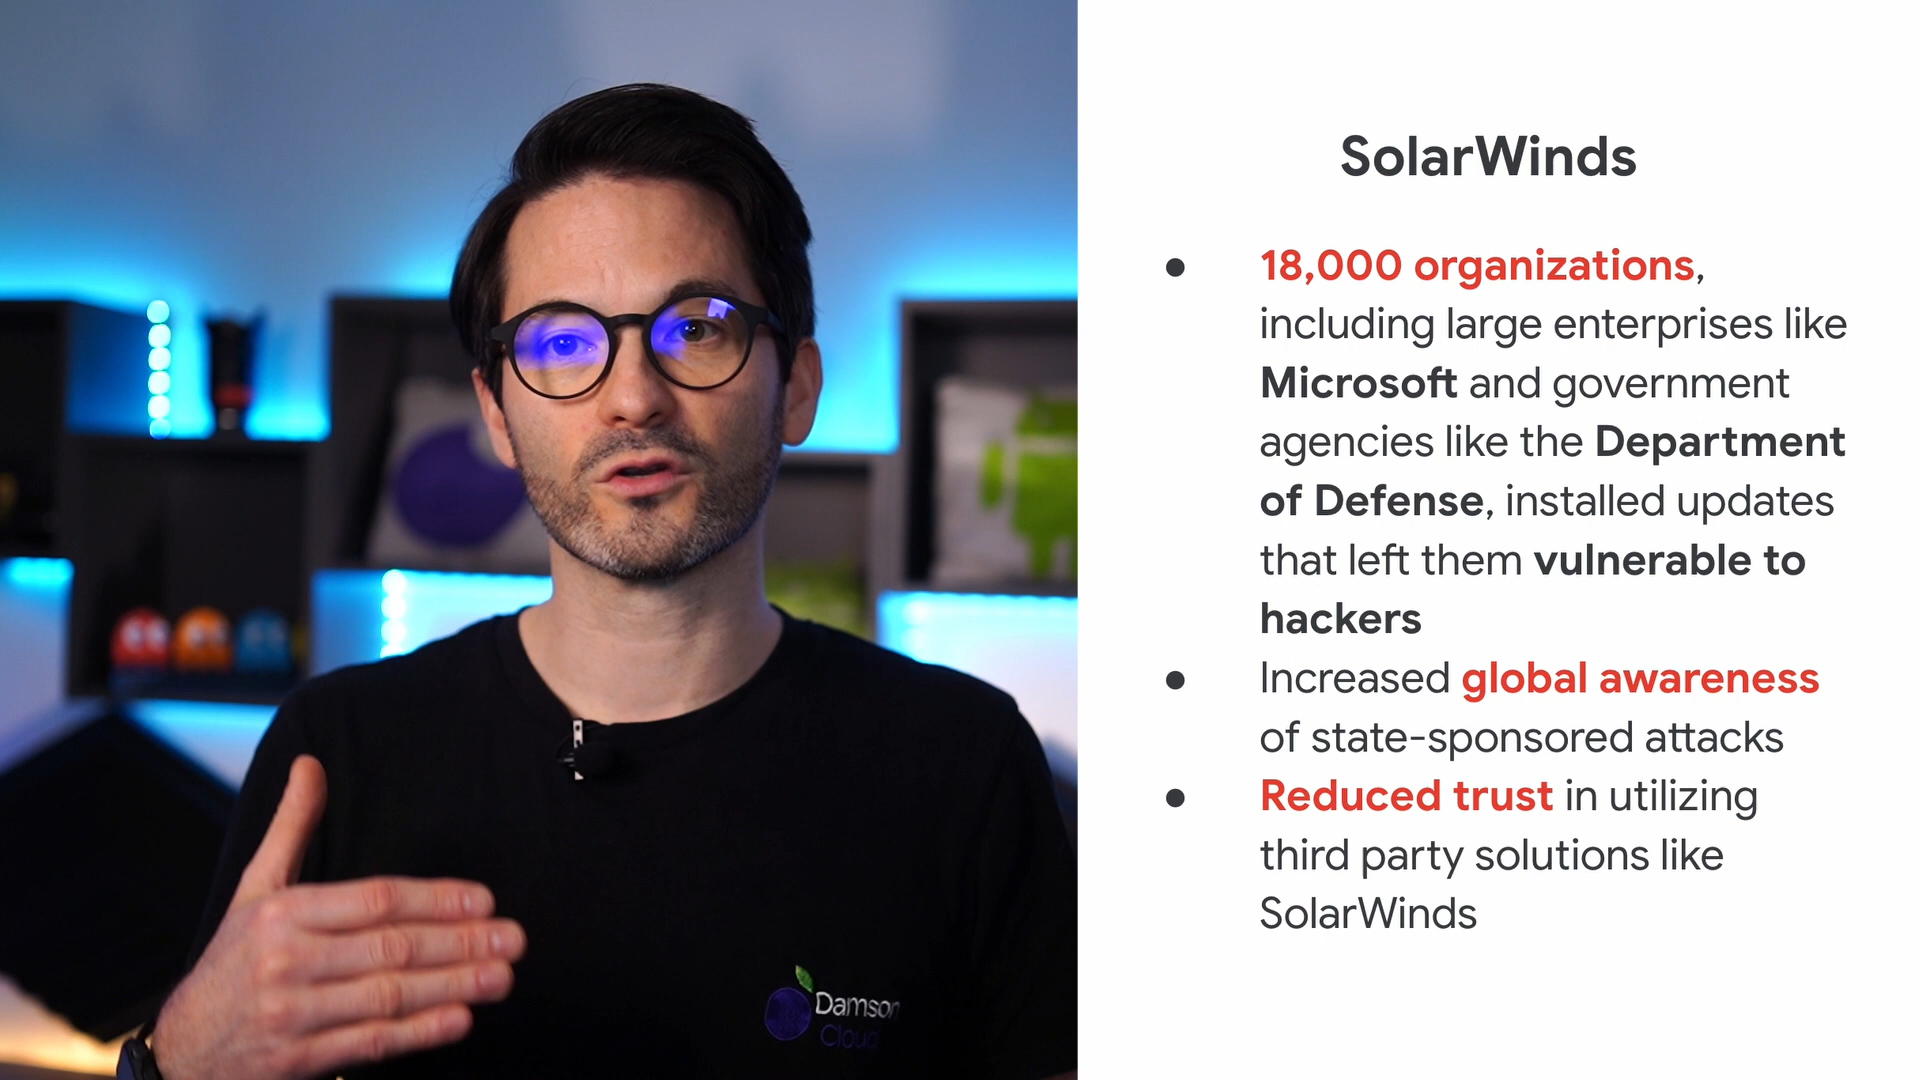 SolarWinds
● 18,000 organizations,
including large enterprises like
Microsoft and government
agencies like the Department
of Defense, installed updates
that left them vulnerable to
hackers
● Increased global awareness
of state-sponsored attacks
● Reduced trust in utilizing
third party solutions like
SolarWinds
Damson
Cloud